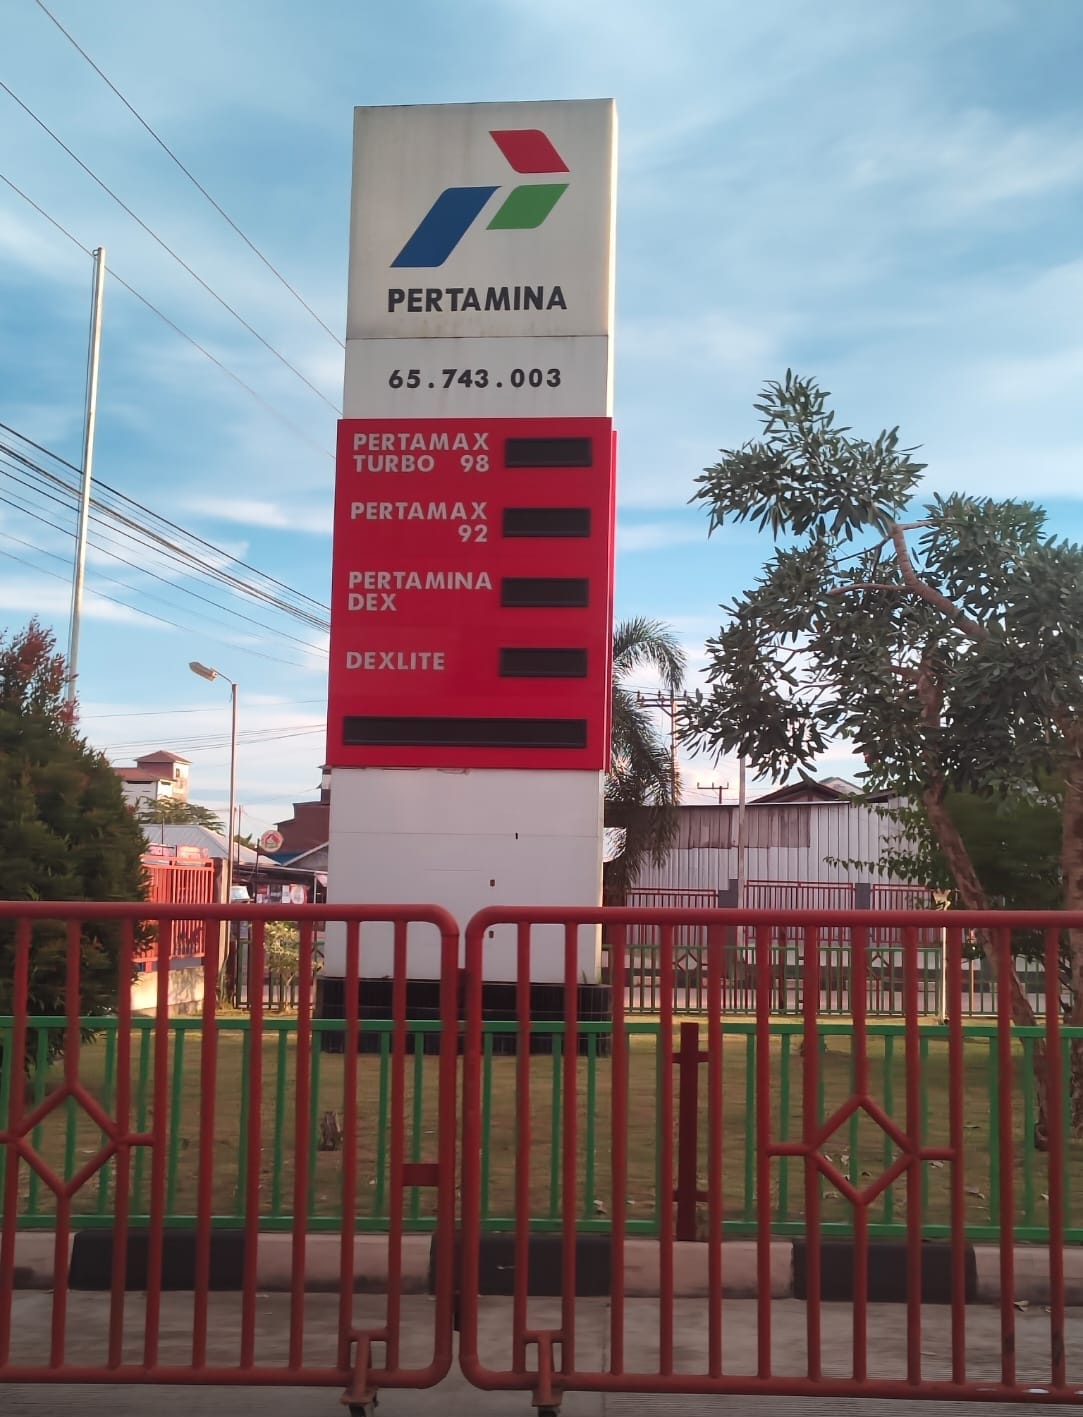 PERTAMINA
65.743.003
PERTAMAX
TURBO 98
PERTAMAX
92
PERTAMINA
DEX
DEXLITE